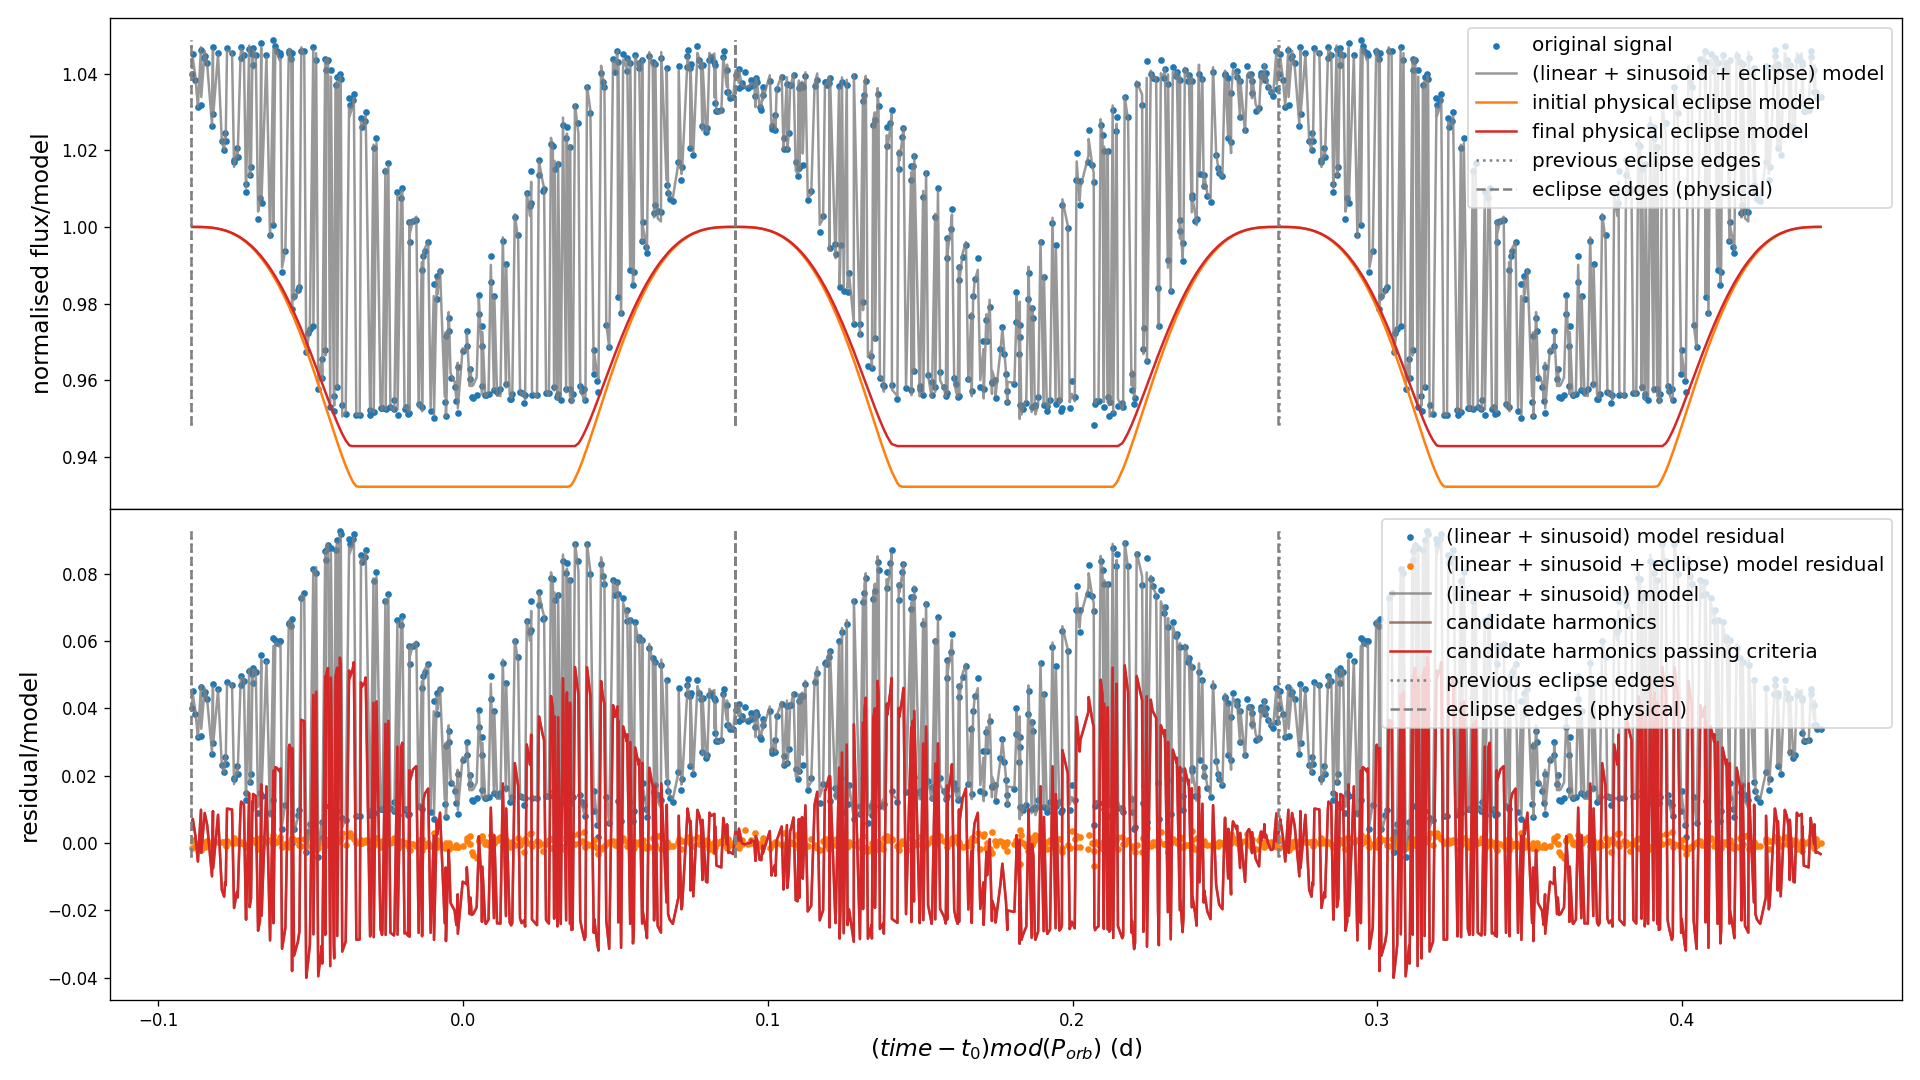 normalised flux/model
1.04
1.02
1.00
0.98
0.96
0.94
original signal
(linear + sinusoid + eclipse) model
initial physical eclipse model
final physical eclipse model
previous eclipse edges
eclipse edges (physical)
residual/model
0.08
0.06
0.04
0.02
0.00
−0.02
−0.04
(linear + sinusoid) model residual
(linear + sinusoid + eclipse) model residual
(linear + sinusoid) model
candidate harmonics
candidate harmonics passing criteria
previous eclipse edges
eclipse edges (physical)
−0.1 0.0 0.1 0.2 0.3 0.4
(time − t₀)mod(Pₒᵣb) (d)